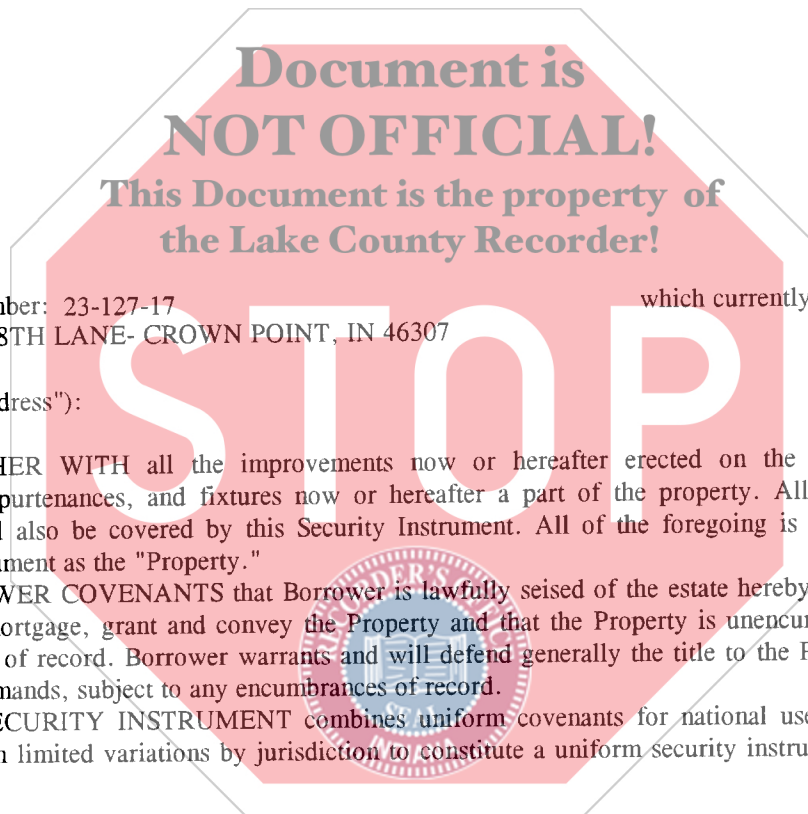 Document is
NOT OFFICIAL!
This Document is the property of
the Lake County Recorder!
nber: 23-127-17 which currently
8TH LANE- CROWN POINT, IN 46307
STOP
dress"):
HER WITH all the improvements now or hereafter erected on the
purtenances, and fixtures now or hereafter a part of the property. All
l also be covered by this Security Instrument. All of the foregoing is
ument as the "Property."
WER COVENANTS that Borrower is lawfully seised of the estate hereby
ortgage, grant and convey the Property and that the Property is unencu
of record. Borrower warrants and will defend generally the title to the
mands, subject to any encumbrances of record.
ECURITY INSTRUMENT combines uniform covenants for national use
n limited variations by jurisdiction to constitute a uniform security instru
SEAL